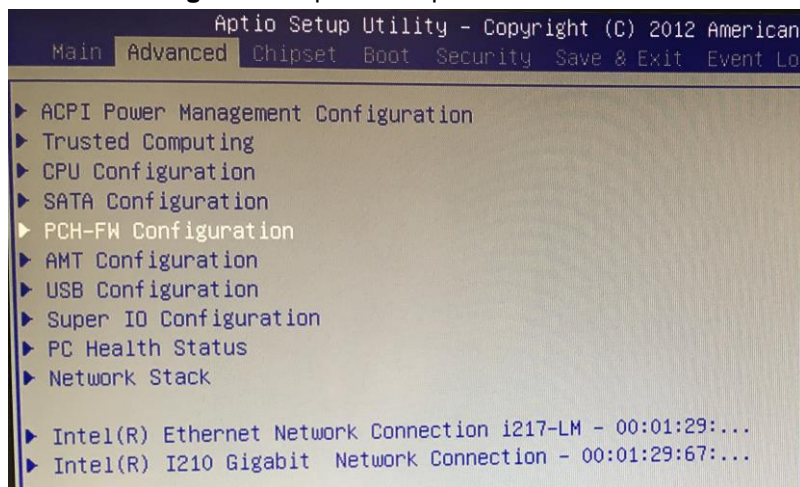 Aptio Setup Utility - Copyright (C) 2012 American
Main Advanced Chipset Boot Security Save & Exit Event Lo
ACPI Power Management Configuration
Trusted Computing
CPU Configuration
SATA Configuration
PCH-FW Configuration
AMT Configuration
USB Configuration
Super IO Configuration
PC Health Status
Network Stack
Intel(R) Ethernet Network Connection i217-LM - 00:01:29:...
Intel(R) I210 Gigabit Network Connection - 00:01:29:67:...